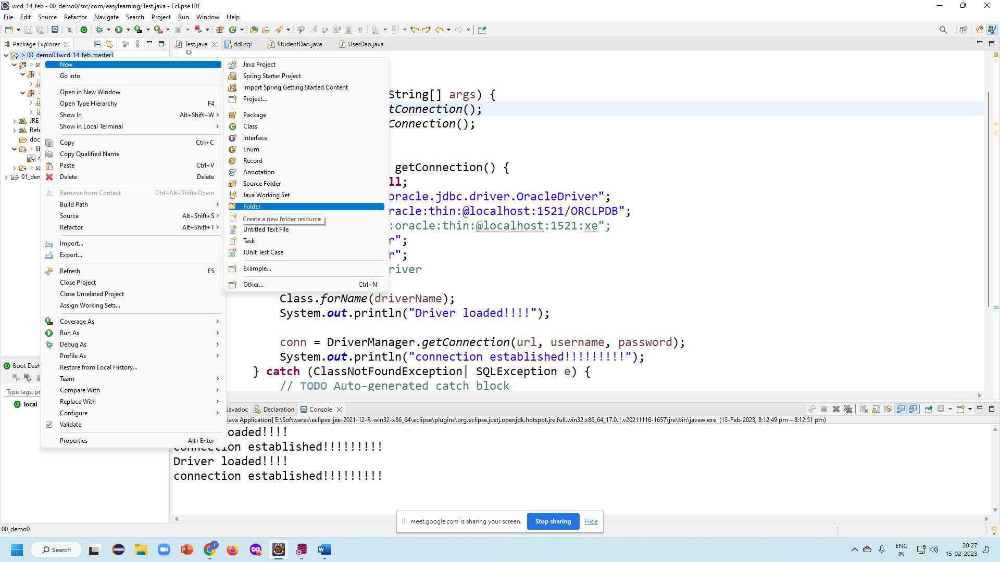 wcd_14_feb - 00_demo0/src/com/easylearning/Test.java - Eclipse IDE
File Edit Source Refactor Navigate Search Project Run Window Help
Package Explorer
Test.java ddl.sql StudentDao.java UserDao.java
> 00_demo0 [wcd_14_feb master]
> sr
>
>
JRE
Refe
doc
> lib
> sc
01_den
New
Go Into
Open in New Window
Open Type Hierarchy F4
Show In Alt+Shift+W >
Show in Local Terminal
Copy Ctrl+C
Copy Qualified Name
Paste Ctrl+V
Delete Delete
Remove from Context Ctrl+Alt+Shift+Down
Build Path
Source Alt+Shift+S >
Refactor Alt+Shift+T >
Import...
Export...
Refresh F5
Close Project
Close Unrelated Project
Assign Working Sets...
Coverage As
Run As
Debug As
Profile As
Restore from Local History...
Team
Compare With
Replace With
Configure
Validate
Properties Alt+Enter
Java Project
Spring Starter Project
Import Spring Getting Started Content
Project...
Package
Class
Interface
Enum
Record
Annotation
Source Folder
Java Working Set
Folder
Create a new folder resource
Untitled Text File
Task
JUnit Test Case
Example...
Other... Ctrl+N
6
String[] args) {
tConnection();
Connection();
getConnection() {
ll;
oracle.jdbc.driver.OracleDriver";
racle:thin:@localhost:1521/ORCLPDB";
:oracle:thin:@localhost:1521:xe";
r";
r";
river
Class.forName(driverName);
System.out.println("Driver loaded!!!!");
conn = DriverManager.getConnection(url, username, password);
System.out.println("connection established!!!!!!!!!");
} catch (ClassNotFoundException| SQLException e) {
// TODO Auto-generated catch block
Boot Dash
Type tags, pr
local
Javadoc Declaration Console
Java Application] E:\Softwares\eclipse-jee-2021-12-R-win32-x86_64\eclipse\plugins\org.eclipse.justj.openjdk.hotspot.jre.full.win32.x86_64_17.0.1.v20211116-1657\jre\bin\javaw.exe (15-Feb-2023, 8:12:49 pm – 8:12:51 pm)
oaded!!!!
connection established!!!!!!!!!
Driver loaded!!!!
connection established!!!!!!!!!
meet.google.com is sharing your screen. Stop sharing Hide
00_demo0
Search
ENG
IN
20:27
15-02-2023